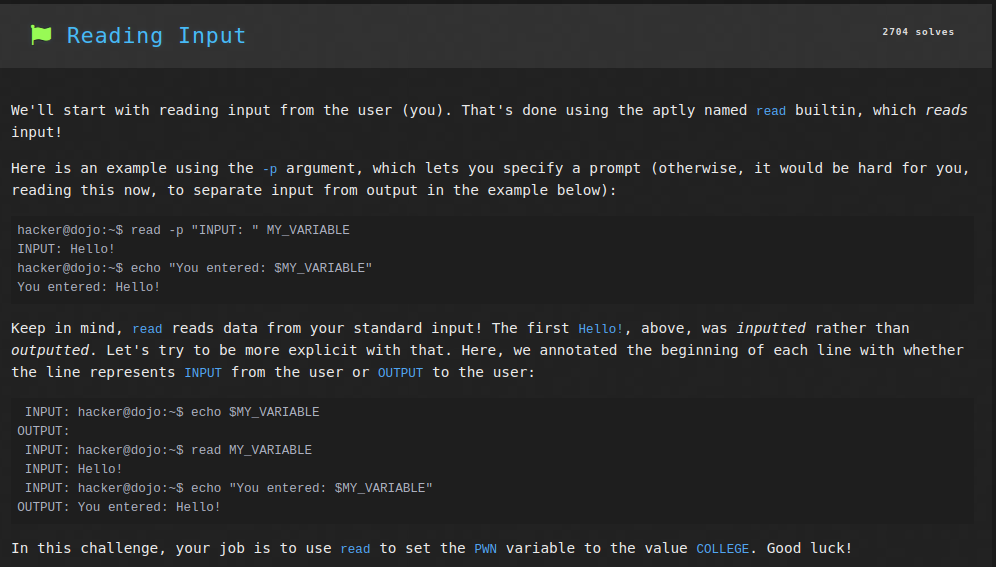 Reading Input
2704 solves
We'll start with reading input from the user (you). That's done using the aptly named read builtin, which reads
input!
Here is an example using the -p argument, which lets you specify a prompt (otherwise, it would be hard for you,
reading this now, to separate input from output in the example below):
hacker@dojo:~$ read -p "INPUT: " MY_VARIABLE
INPUT: Hello!
hacker@dojo:~$ echo "You entered: $MY_VARIABLE"
You entered: Hello!
Keep in mind, read reads data from your standard input! The first Hello!, above, was inputted rather than
outputted. Let's try to be more explicit with that. Here, we annotated the beginning of each line with whether
the line represents INPUT from the user or OUTPUT to the user:
INPUT: hacker@dojo:~$ echo $MY_VARIABLE
OUTPUT:
INPUT: hacker@dojo:~$ read MY_VARIABLE
INPUT: Hello!
INPUT: hacker@dojo:~$ echo "You entered: $MY_VARIABLE"
OUTPUT: You entered: Hello!
In this challenge, your job is to use read to set the PWN variable to the value COLLEGE. Good luck!